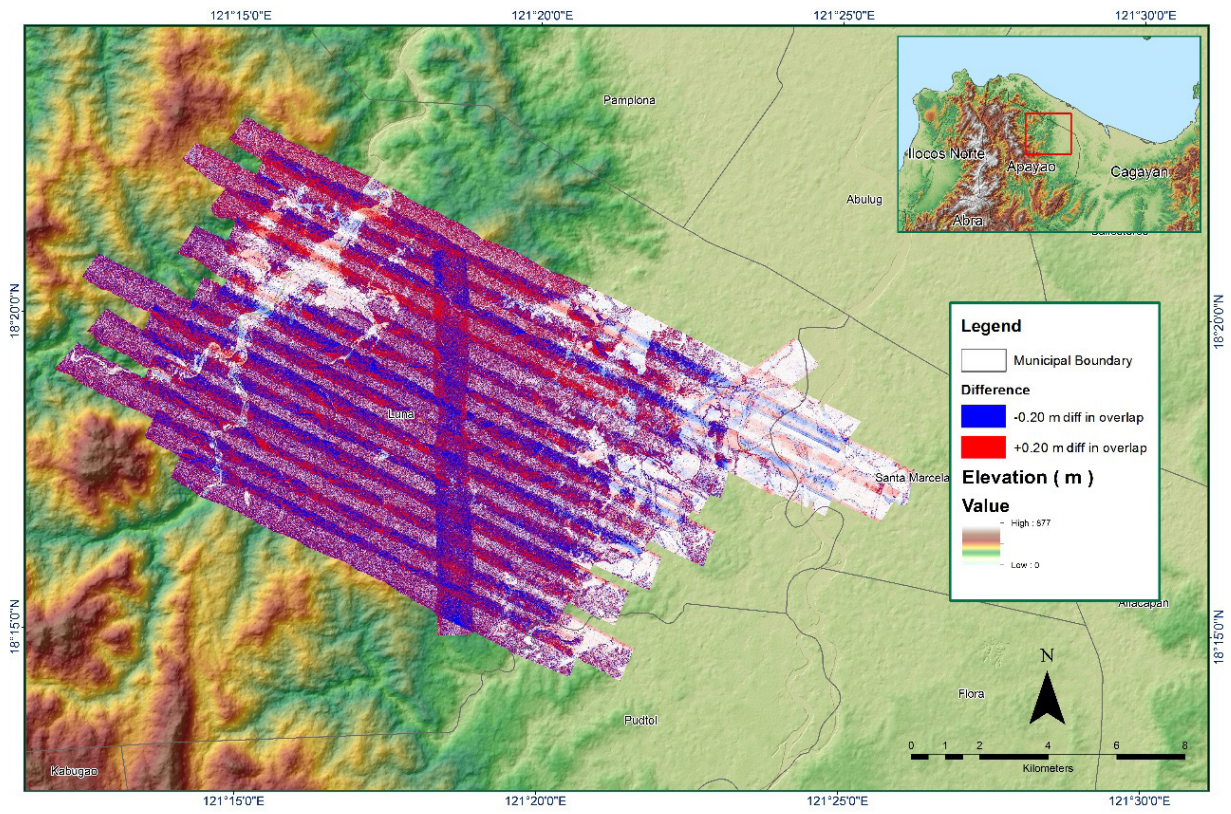 121°15'0"E
121°20'0"E
121°25'0"E
121°30'0"E
Pamplona
Abulug
Ilocos Norte
Apayao
Cagayan
Abra
18°20'0"N
18°20'0"N
Legend
Municipal Boundary
Difference
-0.20 m diff in overlap
+0.20 m diff in overlap
Elevation ( m )
Value
High : 877
Low : 0
Luna
Santa Marcela
18°15'0"N
18°15'0"N
Flora
Pudtol
Kabugao
N
0 1 2 4 6 8
Kilometers
121°15'0"E
121°20'0"E
121°25'0"E
121°30'0"E